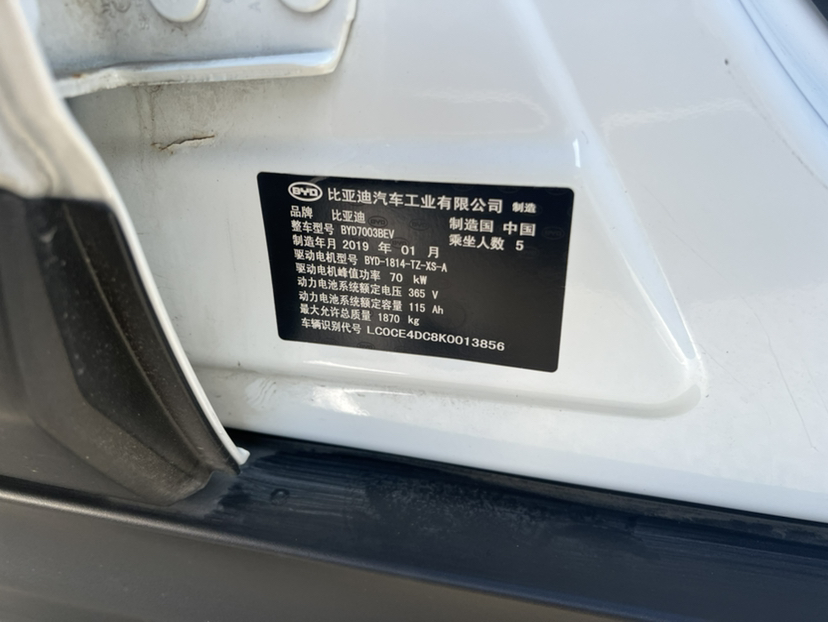 BYD 比亚迪汽车工业有限公司 制造
品牌 比亚迪 制造国 中国
整车型号 BYD7003BEV 乘坐人数 5
制造年月 2019 年 01 月
驱动电机型号 BYD-1814-TZ-XS-A
驱动电机峰值功率 70 kW
动力电池系统额定电压 365 V
动力电池系统额定容量 115 Ah
最大允许总质量 1870 kg
车辆识别代号 LC0CE4DC8K0013856